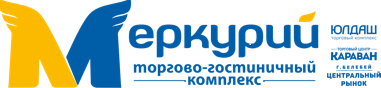 Меркурий
торгово-гостиничный
комплекс
ЮЛДАШ
торговый комплекс
ТОРГОВЫЙ ЦЕНТР
КАРАВАН
Г. БЕЛЕБЕЙ
ЦЕНТРАЛЬНЫЙ
РЫНОК